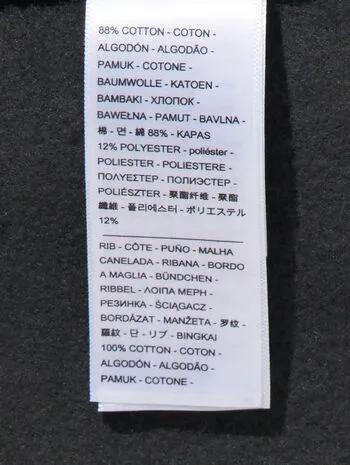 88% COTTON - COTON -
ALGODÓN - ALGODÃO -
PAMUK - COTONE -
BAUMWOLLE - KATOEN -
BAMBAKI - ХЛОПОК -
BAWEŁNA - PAMUT - BAVLNA -
棉 - 면 - 綿 88% - KAPAS
12% POLYESTER - poliéster -
POLIESTER - POLIESTERE -
ΠΟΛΥΕΣΤΕΡ - ПОЛИЭСТЕР -
POLIÉSZTER - 聚酯纤维 - 聚酯
纖維 - 폴리에스터 - ポリエステル
12%
RIB - CÔTE - PUÑO - MALHA
CANELADA - RIBANA - BORDO
A MAGLIA - BÜNDCHEN -
RIBBEL - ΛΟΙΠΑ ΜΕΡΗ -
РЕЗИНКА - ŚCIĄGACZ -
BORDÁZAT - MANŽETA - 罗纹 -
羅紋 - 단 - リブ - BINGKAI
100% COTTON - COTON -
ALGODÓN - ALGODÃO -
PAMUK - COTONE -